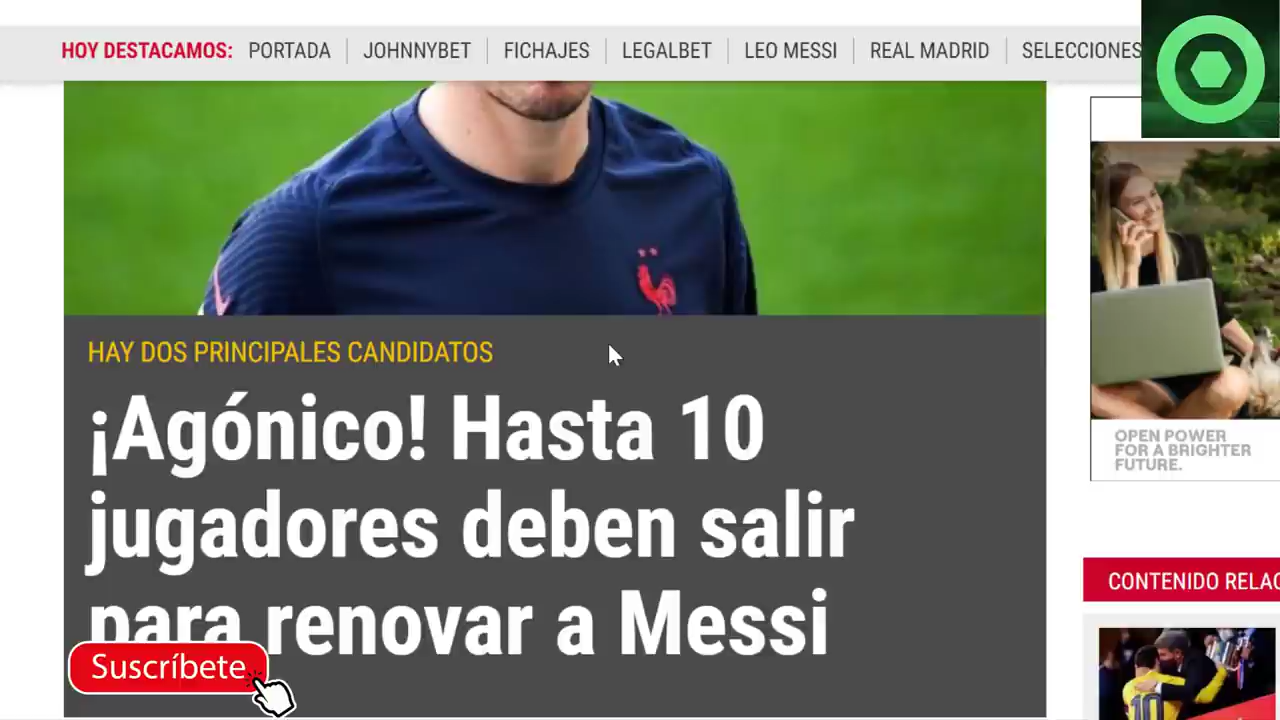 HOY DESTACAMOS: PORTADA JOHNNYBET FICHAJES LEGALBET LEO MESSI REAL MADRID SELECCIONES
HAY DOS PRINCIPALES CANDIDATOS
¡Agónico! Hasta 10
jugadores deben salir
para renovar a Messi
Suscríbete
OPEN POWER
FOR A BRIGHTER
FUTURE.
CONTENIDO RELAC
10